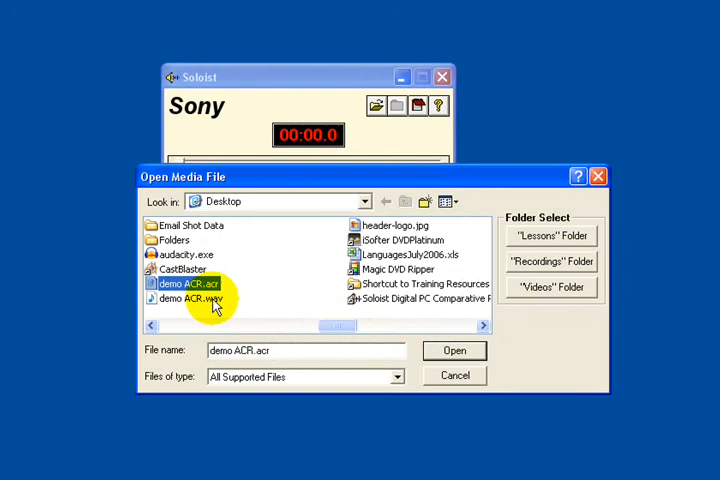 Soloist
Sony
00:00.0
Open Media File
Look in: Desktop
Email Shot Data
Folders
audacity.exe
CastBlaster
demo ACR.acr
demo ACR.wav
header-logo.jpg
iSofter DVDPlatinum
LanguagesJuly2006.xls
Magic DVD Ripper
Shortcut to Training Resources
Soloist Digital PC Comparative R
Folder Select
"Lessons" Folder
"Recordings" Folder
"Videos" Folder
File name: demo ACR.acr
Open
Files of type: All Supported Files
Cancel